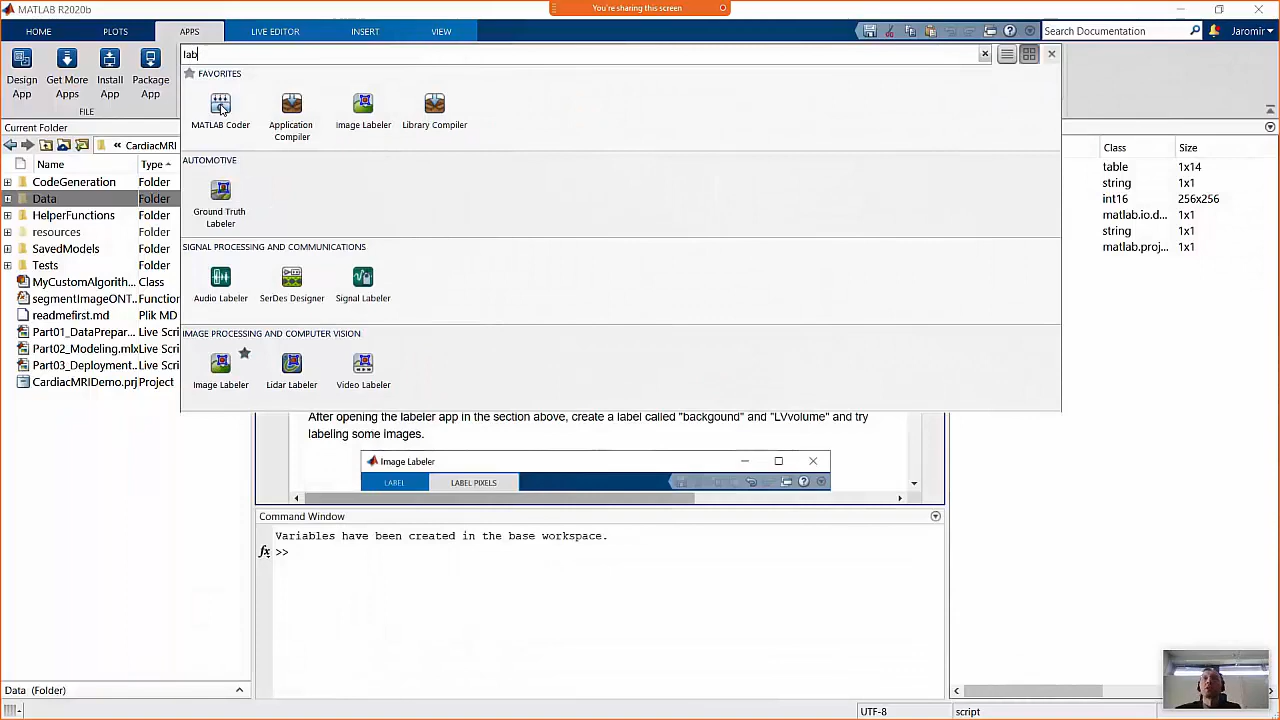 MATLAB R2020b
You're sharing this screen
HOME PLOTS APPS LIVE EDITOR INSERT VIEW Search Documentation Jaromir
Design App
Get More Apps
Install App
Package App
FILE
lab
FAVORITES
MATLAB Coder
Application Compiler
Image Labeler
Library Compiler
AUTOMOTIVE
Ground Truth Labeler
SIGNAL PROCESSING AND COMMUNICATIONS
Audio Labeler
SerDes Designer
Signal Labeler
IMAGE PROCESSING AND COMPUTER VISION
Image Labeler
Lidar Labeler
Video Labeler
Current Folder
« CardiacMRI
Name Type
CodeGeneration Folder
Data Folder
HelperFunctions Folder
resources Folder
SavedModels Folder
Tests Folder
MyCustomAlgorith... Class
segmentImageONT... Function
readmefirst.md Plik MD
Part01_DataPrepar... Live Scri
Part02_Modeling.mlx Live Scri
Part03_Deployment... Live Scri
CardiacMRIDemo.prj Project
Class Size
table 1x14
string 1x1
int16 256x256
matlab.io.d... 1x1
string 1x1
matlab.proj... 1x1
After opening the labeler app in the section above, create a label called "backgound" and "LVvolume" and try
labeling some images.
Image Labeler
LABEL LABEL PIXELS
Command Window
Variables have been created in the base workspace.
fx >>
Data (Folder)
UTF-8 script